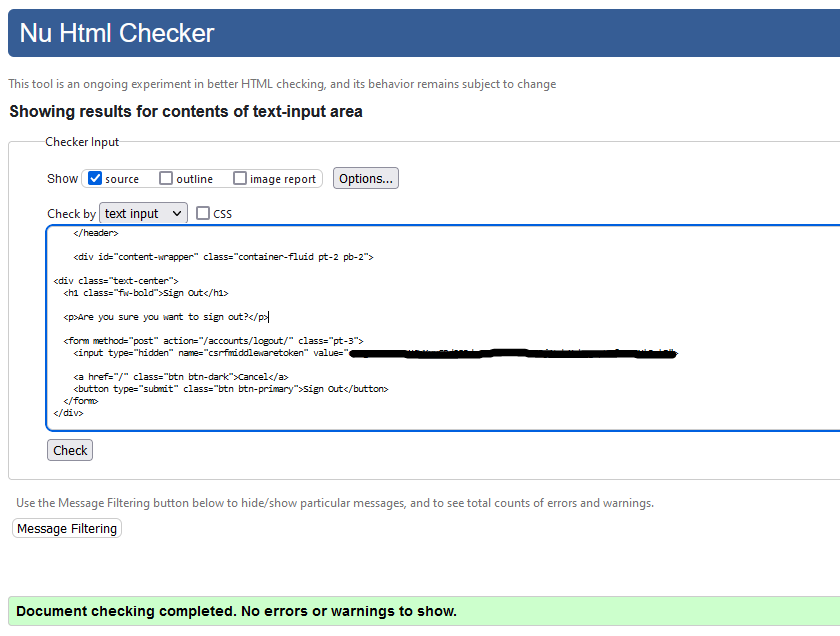 Nu Html Checker
This tool is an ongoing experiment in better HTML checking, and its behavior remains subject to change
Showing results for contents of text-input area
Checker Input
Show source outline image report Options...
Check by text input CSS
</header>
<div id="content-wrapper" class="container-fluid pt-2 pb-2">
<div class="text-center">
<h1 class="fw-bold">Sign Out</h1>
<p>Are you sure you want to sign out?</p>
<form method="post" action="/accounts/logout/" class="pt-3">
<input type="hidden" name="csrfmiddlewaretoken" value="
<a href="/" class="btn btn-dark">Cancel</a>
<button type="submit" class="btn btn-primary">Sign Out</button>
</form>
</div>
Check
Use the Message Filtering button below to hide/show particular messages, and to see total counts of errors and warnings.
Message Filtering
Document checking completed. No errors or warnings to show.